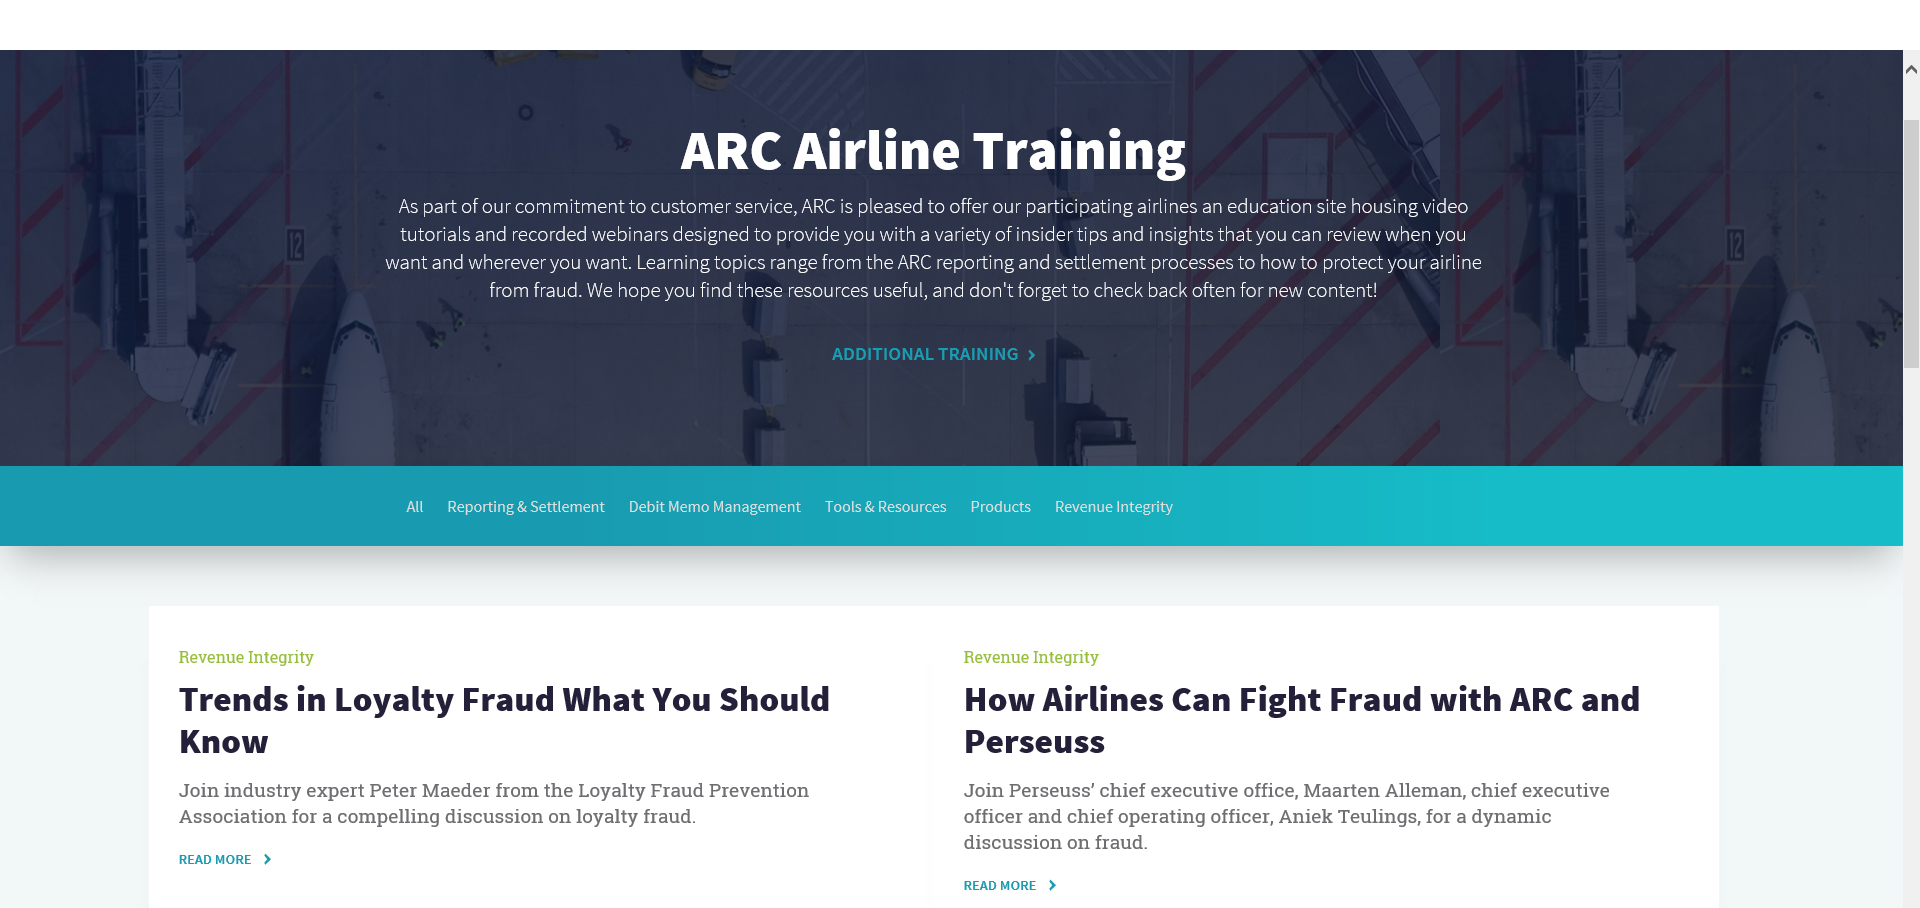 ARC Airline Training
As part of our commitment to customer service, ARC is pleased to offer our participating airlines an education site housing video
tutorials and recorded webinars designed to provide you with a variety of insider tips and insights that you can review when you
want and wherever you want. Learning topics range from the ARC reporting and settlement processes to how to protect your airline
from fraud. We hope you find these resources useful, and don't forget to check back often for new content!
ADDITIONAL TRAINING
All Reporting & Settlement Debit Memo Management Tools & Resources Products Revenue Integrity
Revenue Integrity
Trends in Loyalty Fraud What You Should
Know
Join industry expert Peter Maeder from the Loyalty Fraud Prevention
Association for a compelling discussion on loyalty fraud.
READ MORE
Revenue Integrity
How Airlines Can Fight Fraud with ARC and
Perseuss
Join Perseuss’ chief executive office, Maarten Alleman, chief executive
officer and chief operating officer, Aniek Teulings, for a dynamic
discussion on fraud.
READ MORE
12
12